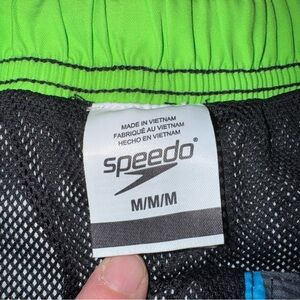 MADE IN VIETNAM
FABRIQUÉ AU VIETNAM
HECHO EN VIETNAM
speedo®
M/M/M